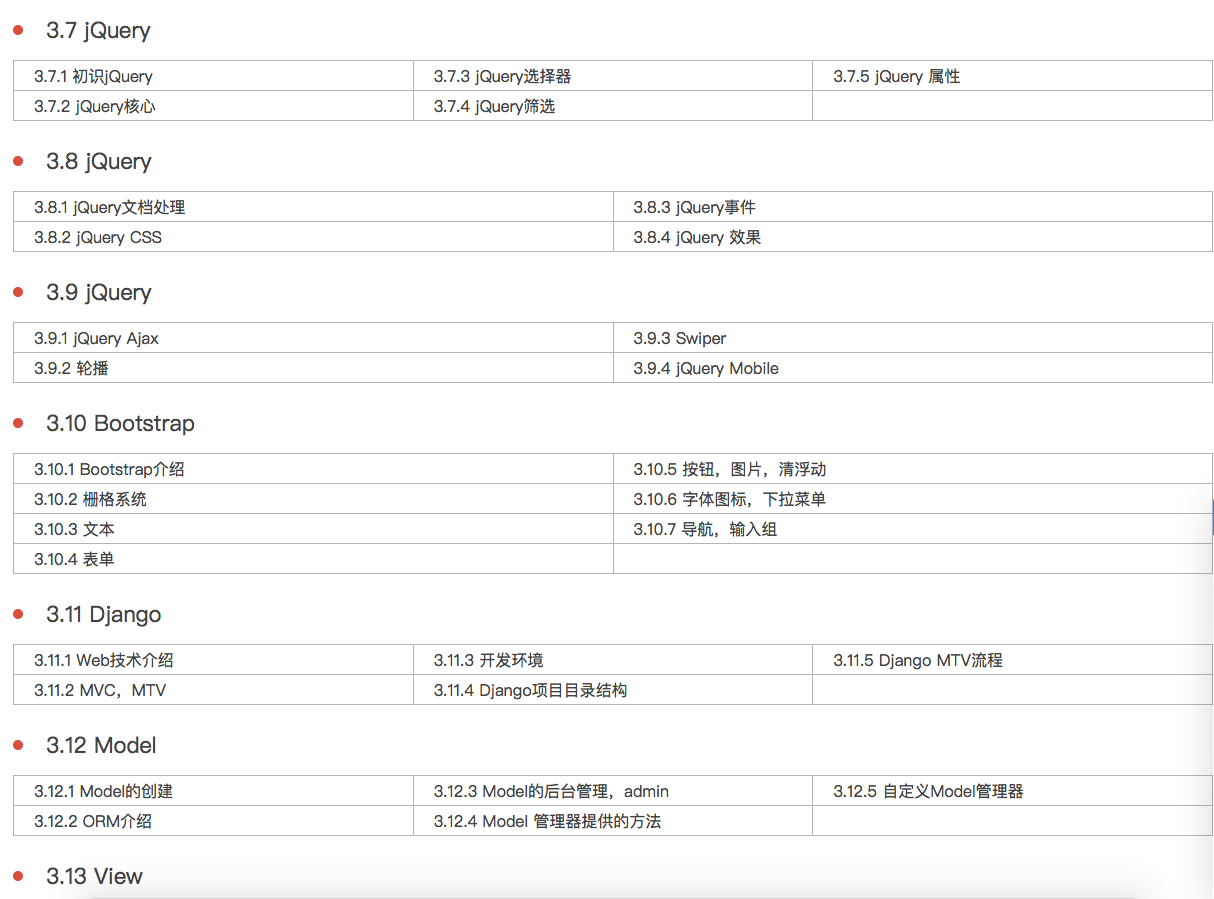 3.7 jQuery
3.7.1 初识jQuery 3.7.3 jQuery选择器 3.7.5 jQuery 属性
3.7.2 jQuery核心 3.7.4 jQuery筛选
3.8 jQuery
3.8.1 jQuery文档处理 3.8.3 jQuery事件
3.8.2 jQuery CSS 3.8.4 jQuery 效果
3.9 jQuery
3.9.1 jQuery Ajax 3.9.3 Swiper
3.9.2 轮播 3.9.4 jQuery Mobile
3.10 Bootstrap
3.10.1 Bootstrap介绍 3.10.5 按钮，图片，清浮动
3.10.2 栅格系统 3.10.6 字体图标，下拉菜单
3.10.3 文本 3.10.7 导航，输入组
3.10.4 表单
3.11 Django
3.11.1 Web技术介绍 3.11.3 开发环境 3.11.5 Django MTV流程
3.11.2 MVC，MTV 3.11.4 Django项目目录结构
3.12 Model
3.12.1 Model的创建 3.12.3 Model的后台管理，admin 3.12.5 自定义Model管理器
3.12.2 ORM介绍 3.12.4 Model 管理器提供的方法
3.13 View